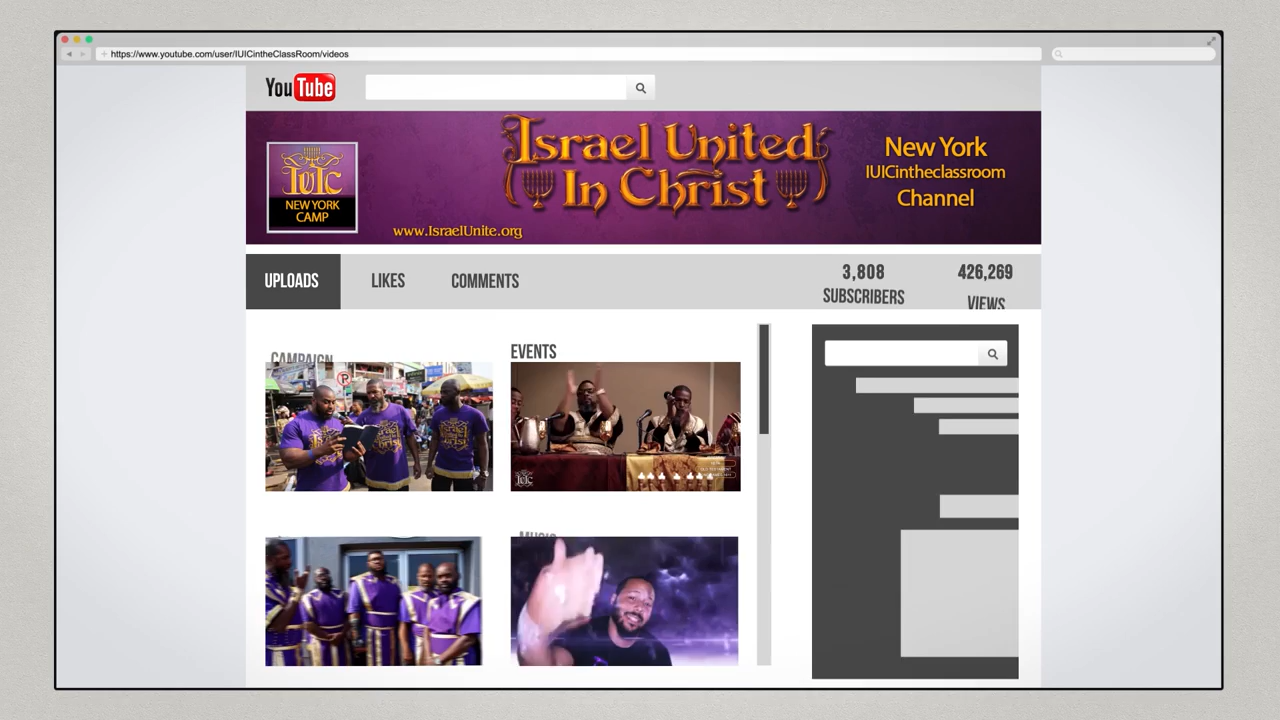 https://www.youtube.com/user/IUICintheClassRoom/videos
YouTube
Israel United
In Christ
New York
IUICintheclassroom
Channel
IUIC
NEW YORK
CAMP
www.IsraelUnite.org
UPLOADS
LIKES
COMMENTS
3,808
SUBSCRIBERS
426,269
VIEWS
CAMPAIGN
EVENTS
MUSIC